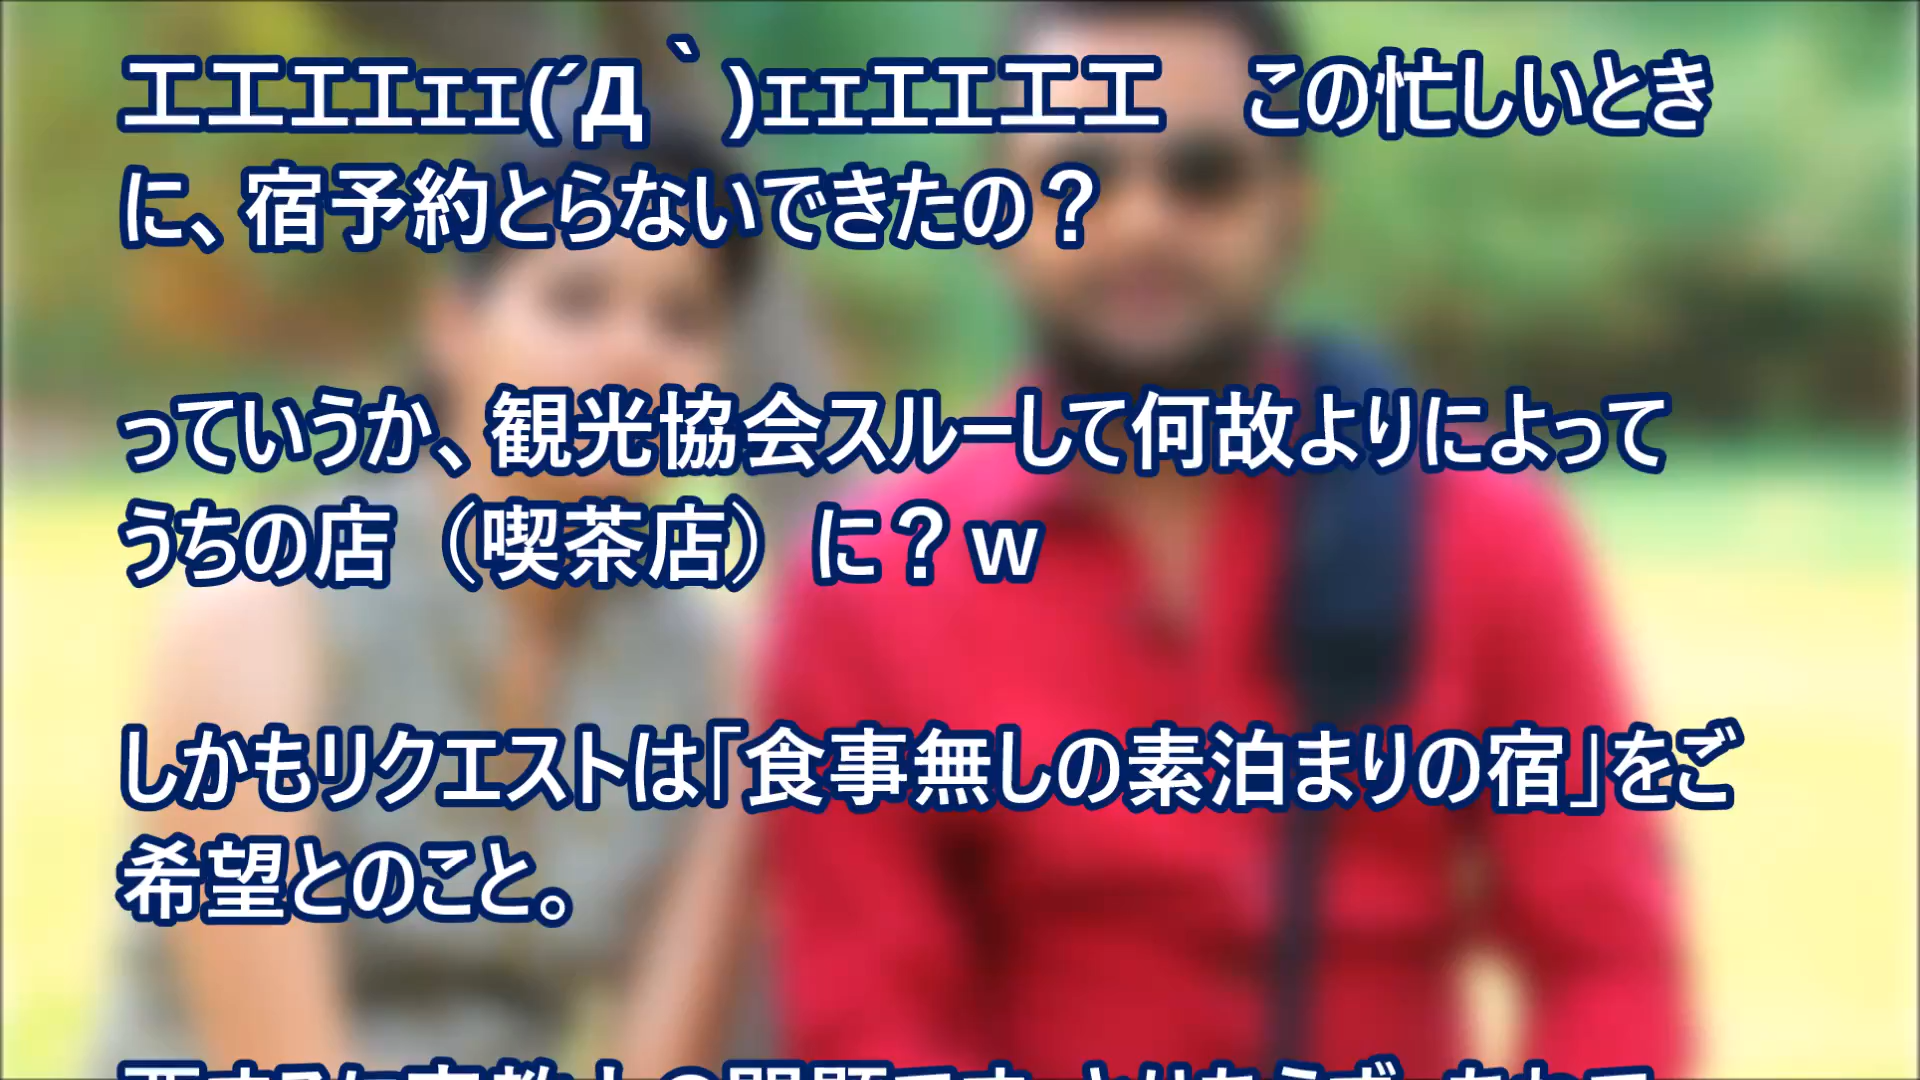 工工エエェェ(´Д｀)ェェエエ工工　この忙しいとき
に、宿予約とらないできたの？
っていうか、観光協会スルーして何故よりによって
うちの店（喫茶店）に？ｗ
しかもリクエストは「食事無しの素泊まりの宿」をご
希望とのこと。